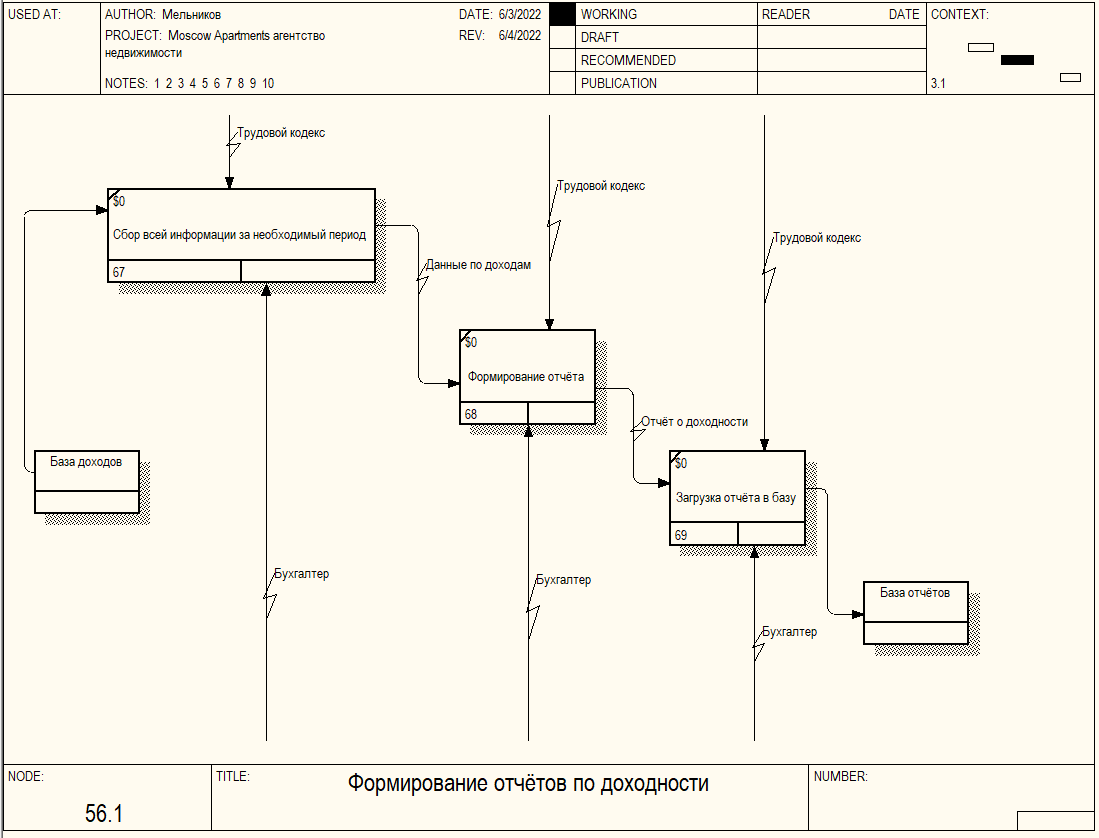 USED AT:
AUTHOR: Мельников
DATE: 6/3/2022
WORKING
READER
DATE
CONTEXT:
PROJECT: Moscow Apartments агентство
недвижимости
REV: 6/4/2022
DRAFT
RECOMMENDED
NOTES: 1 2 3 4 5 6 7 8 9 10
PUBLICATION
3.1
Трудовой кодекс
Трудовой кодекс
Трудовой кодекс
$0
Сбор всей информации за необходимый период
67
Данные по доходам
$0
Формирование отчёта
68
Отчёт о доходности
База доходов
$0
Загрузка отчёта в базу
69
Бухгалтер
Бухгалтер
Бухгалтер
База отчётов
NODE:
56.1
TITLE:
Формирование отчётов по доходности
NUMBER: